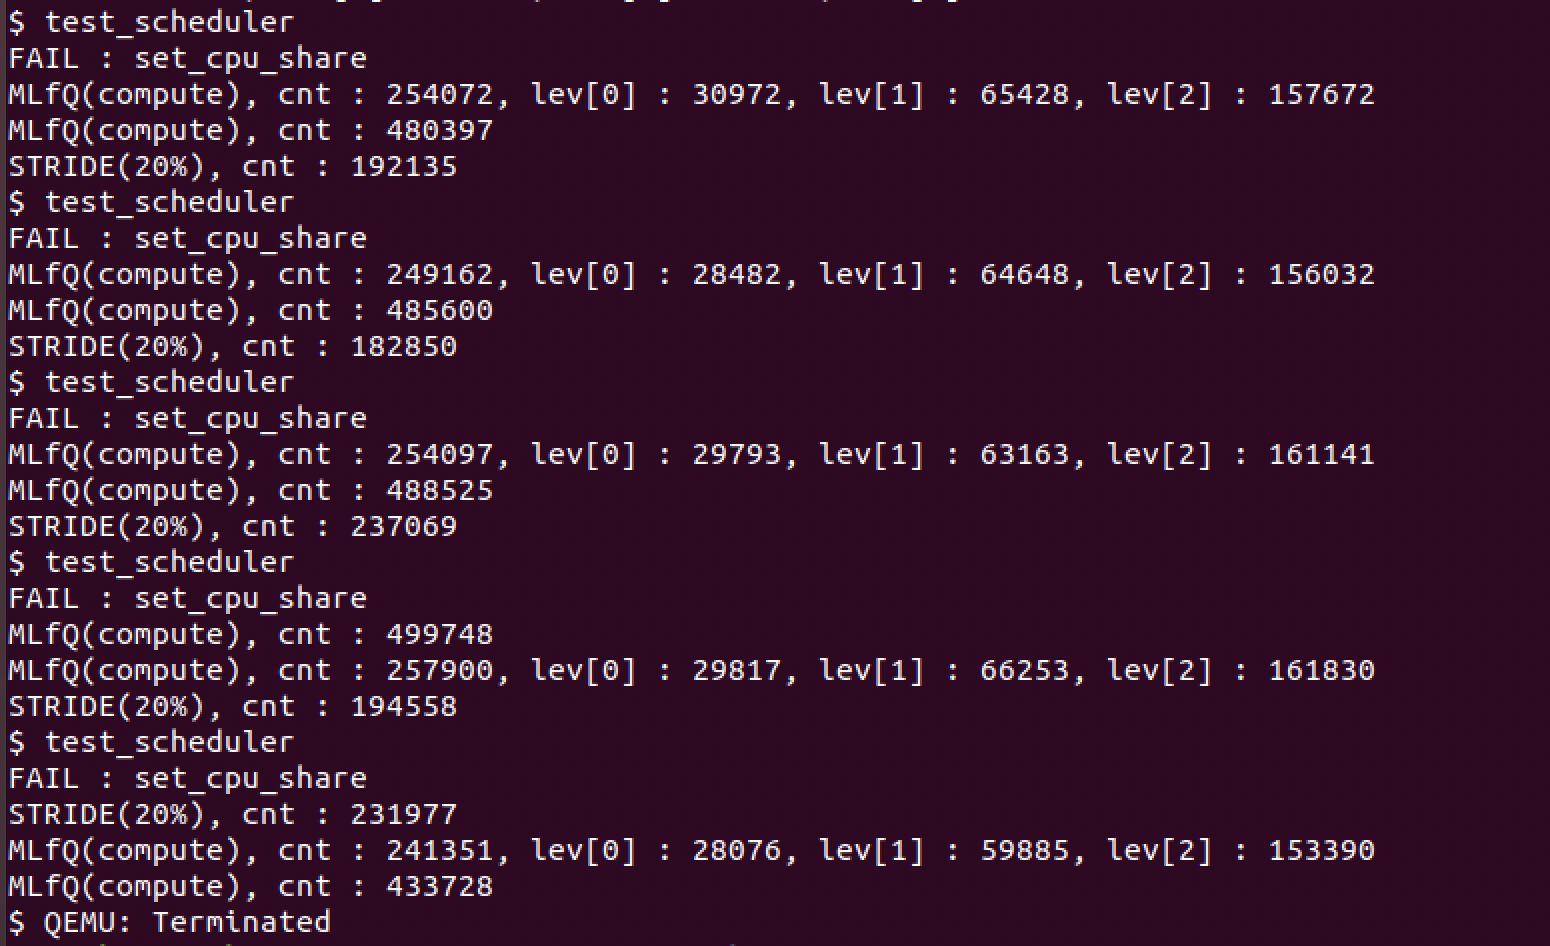 $ test_scheduler
FAIL : set_cpu_share
MLfQ(compute), cnt : 254072, lev[0] : 30972, lev[1] : 65428, lev[2] : 157672
MLfQ(compute), cnt : 480397
STRIDE(20%), cnt : 192135
$ test_scheduler
FAIL : set_cpu_share
MLfQ(compute), cnt : 249162, lev[0] : 28482, lev[1] : 64648, lev[2] : 156032
MLfQ(compute), cnt : 485600
STRIDE(20%), cnt : 182850
$ test_scheduler
FAIL : set_cpu_share
MLfQ(compute), cnt : 254097, lev[0] : 29793, lev[1] : 63163, lev[2] : 161141
MLfQ(compute), cnt : 488525
STRIDE(20%), cnt : 237069
$ test_scheduler
FAIL : set_cpu_share
MLfQ(compute), cnt : 499748
MLfQ(compute), cnt : 257900, lev[0] : 29817, lev[1] : 66253, lev[2] : 161830
STRIDE(20%), cnt : 194558
$ test_scheduler
FAIL : set_cpu_share
STRIDE(20%), cnt : 231977
MLfQ(compute), cnt : 241351, lev[0] : 28076, lev[1] : 59885, lev[2] : 153390
MLfQ(compute), cnt : 433728
$ QEMU: Terminated